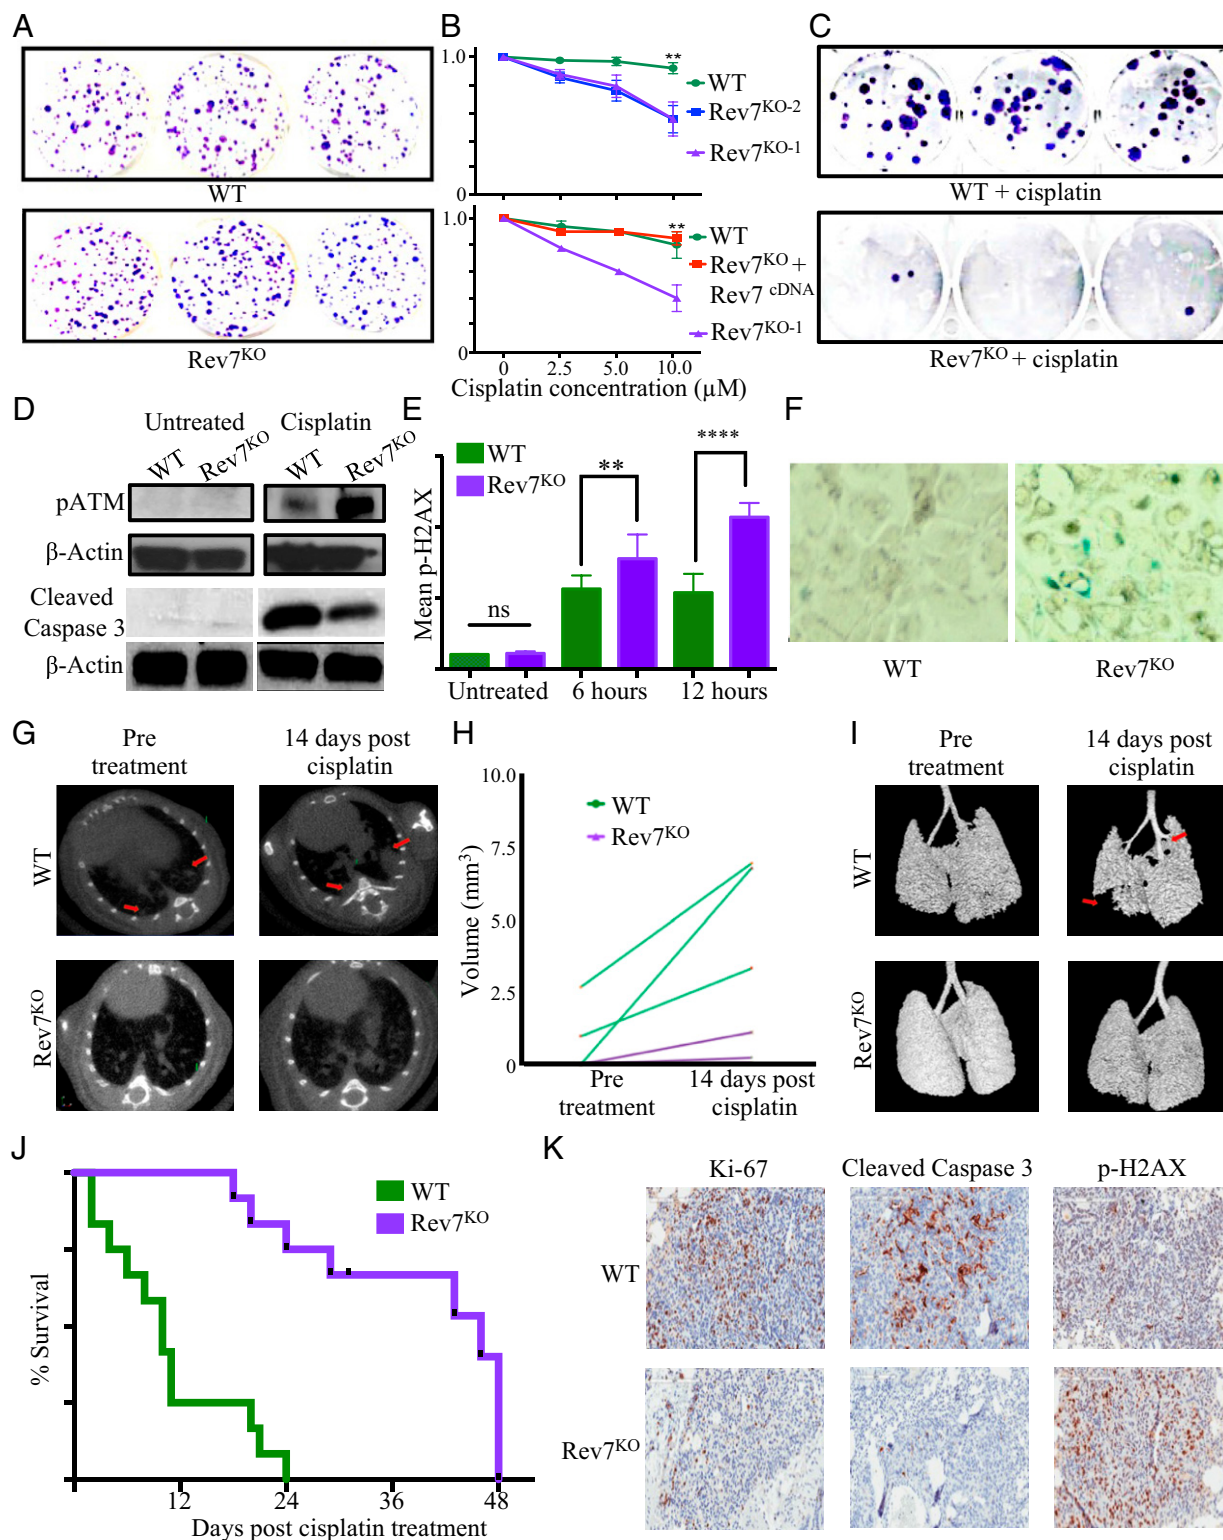 A
WT
Rev7KO
B
1.0
0
**
WT
Rev7KO-2
Rev7KO-1
1.0
0
**
WT
Rev7KO +
Rev7 cDNA
Rev7KO-1
0 2.5 5.0 10.0
Cisplatin concentration (µM)
C
WT + cisplatin
Rev7KO + cisplatin
D
Untreated Cisplatin
WT Rev7KO WT Rev7KO
pATM
β-Actin
Cleaved
Caspase 3
β-Actin
E
WT
Rev7KO
Mean p-H2AX
ns
**
****
Untreated 6 hours 12 hours
F
WT Rev7KO
G
Pre
treatment
14 days post
cisplatin
WT
Rev7KO
H
10.0
7.5
5.0
2.5
0
Volume (mm3)
WT
Rev7KO
Pre
treatment
14 days post
cisplatin
I
Pre
treatment
14 days post
cisplatin
WT
Rev7KO
J
WT
Rev7KO
% Survival
12 24 36 48
Days post cisplatin treatment
K
Ki-67 Cleaved Caspase 3 p-H2AX
WT
Rev7KO